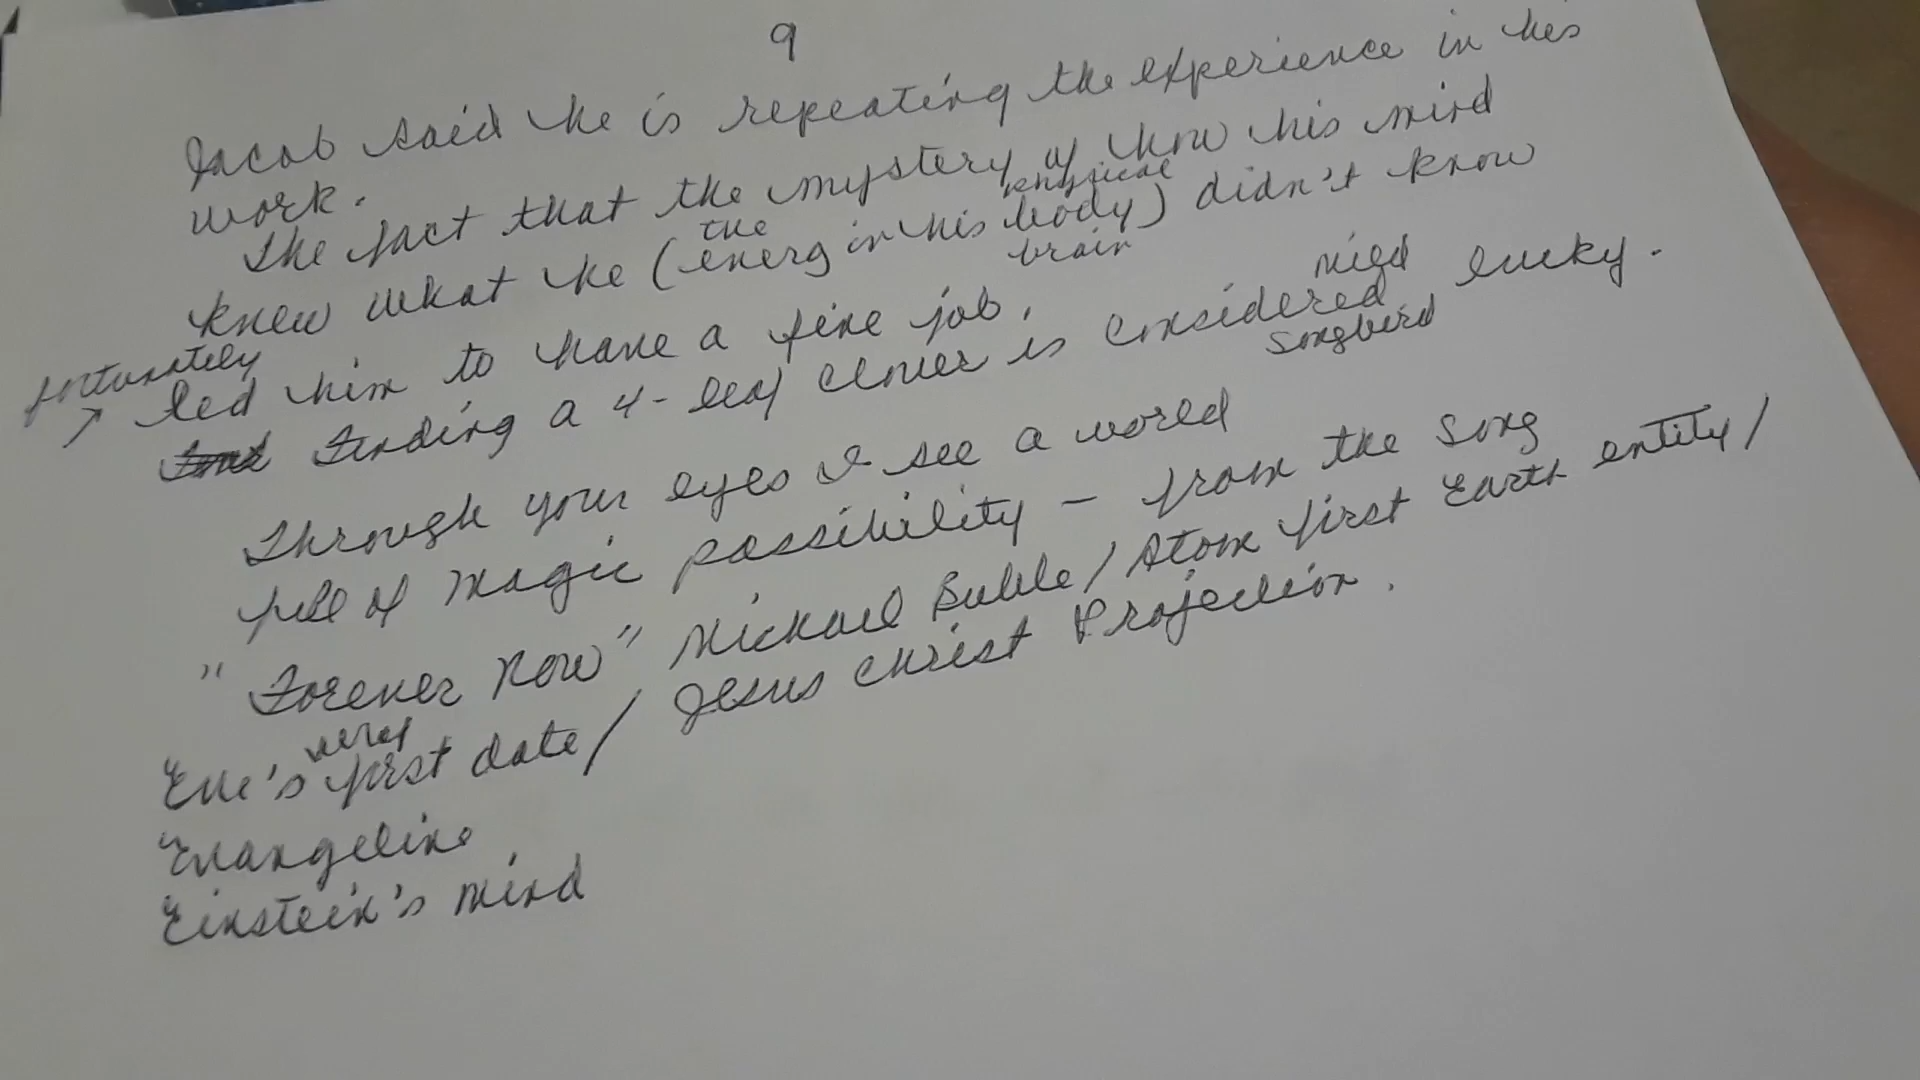 9
Jacob said he is repeating the experience in his
work.
The fact that the mystery of how his mind
physical
knew what he (the energ in his body) didn't know
brain
fortunately
led him to have a fine job.
Finding a 4-leaf clover is considered lucky.
songbird
Through your eyes I see a world
full of magic possibility - from the song
"Forever Now" Michael Buble / Atom first Earth entity /
very
Eve's first date / Jesus Christ Projection.
Evangeline
Einstein's mind